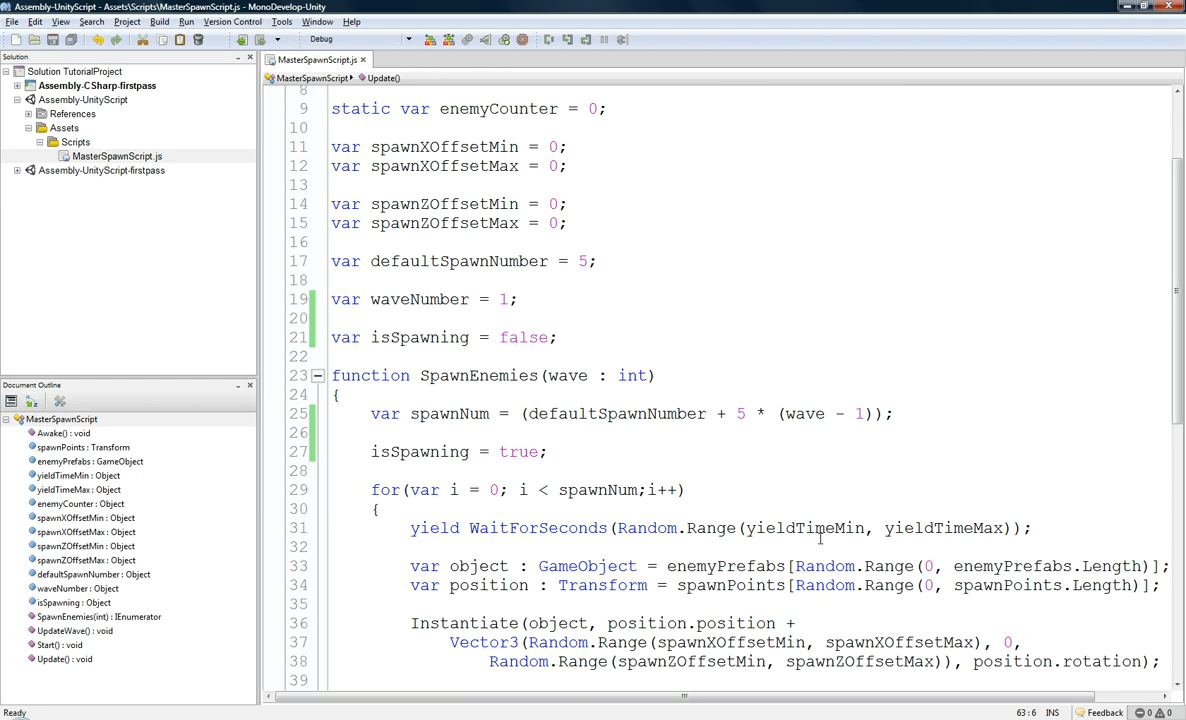 Assembly-UnityScript - Assets\Scripts\MasterSpawnScript.js - MonoDevelop-Unity
File Edit View Search Project Build Run Version Control Tools Window Help
Debug
Solution
Solution TutorialProject
Assembly-CSharp-firstpass
Assembly-UnityScript
References
Assets
Scripts
MasterSpawnScript.js
Assembly-UnityScript-firstpass
Document Outline
MasterSpawnScript
Awake() : void
spawnPoints : Transform
enemyPrefabs : GameObject
yieldTimeMin : Object
yieldTimeMax : Object
enemyCounter : Object
spawnXOffsetMin : Object
spawnXOffsetMax : Object
spawnZOffsetMin : Object
spawnZOffsetMax : Object
defaultSpawnNumber : Object
waveNumber : Object
isSpawning : Object
SpawnEnemies(int) : IEnumerator
UpdateWave() : void
Start() : void
Update() : void
MasterSpawnScript.js
MasterSpawnScript Update()
8
9 static var enemyCounter = 0;
10
11 var spawnXOffsetMin = 0;
12 var spawnXOffsetMax = 0;
13
14 var spawnZOffsetMin = 0;
15 var spawnZOffsetMax = 0;
16
17 var defaultSpawnNumber = 5;
18
19 var waveNumber = 1;
20
21 var isSpawning = false;
22
23 function SpawnEnemies(wave : int)
24 {
25 var spawnNum = (defaultSpawnNumber + 5 * (wave - 1));
26
27 isSpawning = true;
28
29 for(var i = 0; i < spawnNum;i++)
30 {
31 yield WaitForSeconds(Random.Range(yieldTimeMin, yieldTimeMax));
32
33 var object : GameObject = enemyPrefabs[Random.Range(0, enemyPrefabs.Length)];
34 var position : Transform = spawnPoints[Random.Range(0, spawnPoints.Length)];
35
36 Instantiate(object, position.position +
37 Vector3(Random.Range(spawnXOffsetMin, spawnXOffsetMax), 0,
38 Random.Range(spawnZOffsetMin, spawnZOffsetMax)), position.rotation);
39
Ready 63 : 6 INS Feedback 0 0